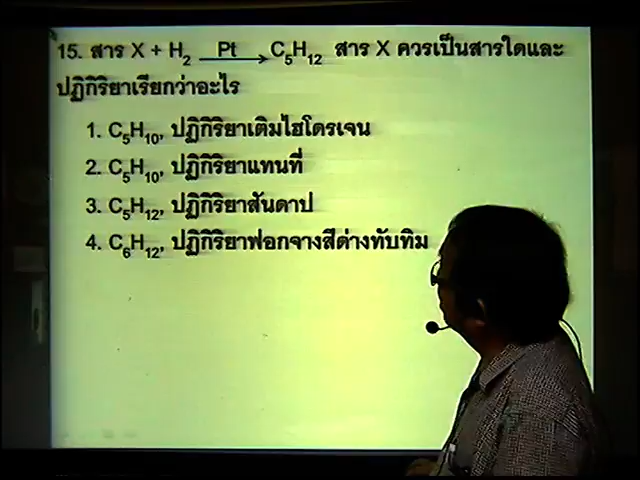 15. สาร X + H₂ —Pt→ C₅H₁₂ สาร X ควรเป็นสารใดและ
ปฏิกิริยาเรียกว่าอะไร
1. C₅H₁₀, ปฏิกิริยาเติมไฮโดรเจน
2. C₅H₁₀, ปฏิกิริยาแทนที่
3. C₅H₁₂, ปฏิกิริยาสันดาป
4. C₆H₁₂, ปฏิกิริยาฟอกจางสีด่างทับทิม